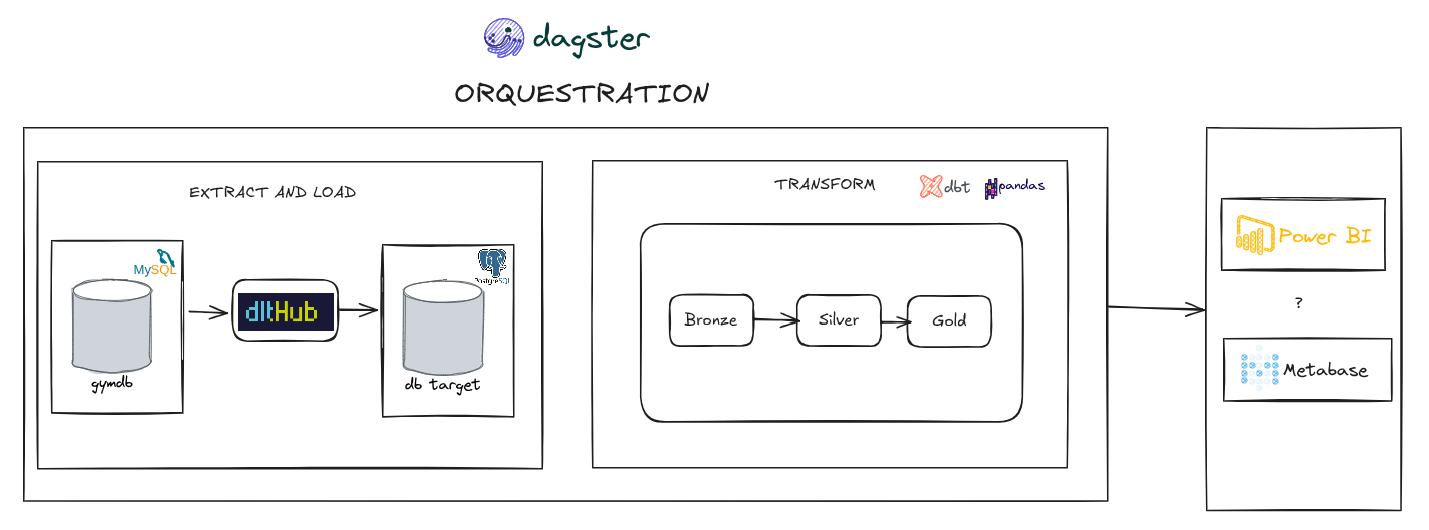 dagster
ORQUESTRATION
EXTRACT AND LOAD
MySQL
gymdb
dltHub
PostgreSQL
db target
TRANSFORM
dbt
pandas
Bronze
Silver
Gold
Power BI
?
Metabase